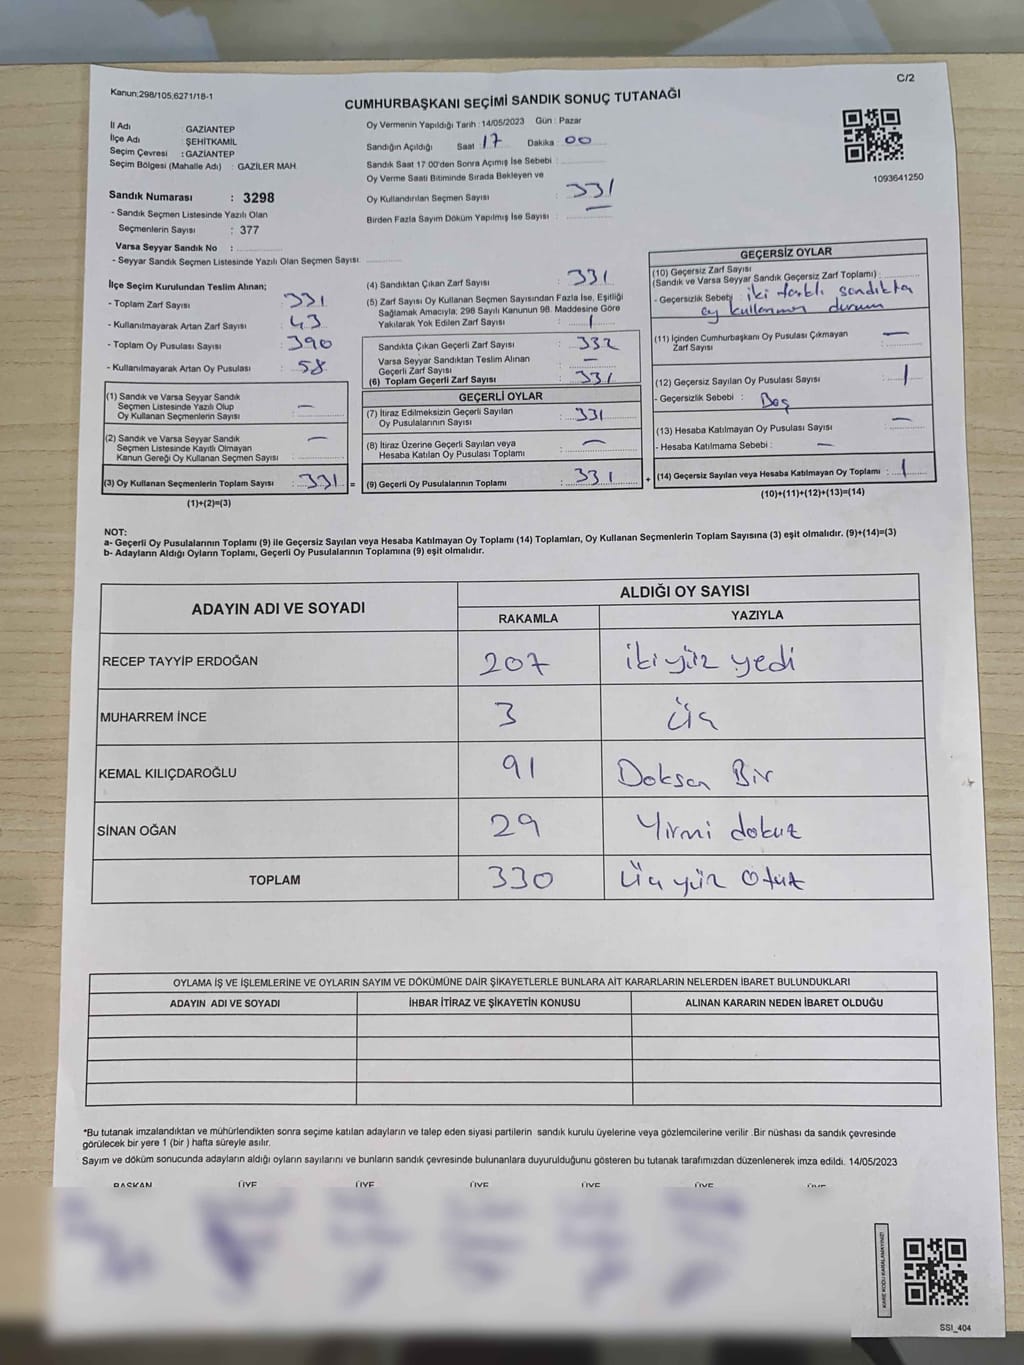 C/2
Kanun:298/105,6271/18-1
CUMHURBAŞKANI SEÇİMİ SANDIK SONUÇ TUTANAĞI
İl Adı : GAZİANTEP
İlçe Adı : ŞEHİTKAMİL
Seçim Çevresi : GAZİANTEP
Seçim Bölgesi (Mahalle Adı) : GAZİLER MAH.
Sandık Numarası : 3298
- Sandık Seçmen Listesinde Yazılı Olan
Seçmenlerin Sayısı : 377
Varsa Seyyar Sandık No :
- Seyyar Sandık Seçmen Listesinde Yazılı Olan Seçmen Sayısı:
Oy Vermenin Yapıldığı Tarih : 14/05/2023 Gün : Pazar
Sandığın Açıldığı Saat : 17 Dakika : 00
Sandık Saat 17:00'den Sonra Açılmış İse Sebebi :
Oy Verme Saati Bitiminde Sırada Bekleyen ve
Oy Kullandırılan Seçmen Sayısı : 331
Birden Fazla Sayım Döküm Yapılmış İse Sayısı : —
1093641250
İlçe Seçim Kurulundan Teslim Alınan;
- Toplam Zarf Sayısı : 331
- Kullanılmayarak Artan Zarf Sayısı : 43
- Toplam Oy Pusulası Sayısı : 390
- Kullanılmayarak Artan Oy Pusulası : 58
(1) Sandık ve Varsa Seyyar Sandık
Seçmen Listesinde Yazılı Olup
Oy Kullanan Seçmenlerin Sayısı : —
(2) Sandık ve Varsa Seyyar Sandık
Seçmen Listesinde Kayıtlı Olmayan
Kanun Gereği Oy Kullanan Seçmen Sayısı : —
(3) Oy Kullanan Seçmenlerin Toplam Sayısı : 331 =
(1)+(2)=(3)
(4) Sandıktan Çıkan Zarf Sayısı : 331
(5) Zarf Sayısı Oy Kullanan Seçmen Sayısından Fazla İse, Eşitliği
Sağlamak Amacıyla; 298 Sayılı Kanunun 98. Maddesine Göre
Yakılarak Yok Edilen Zarf Sayısı : 1
Sandıkta Çıkan Geçerli Zarf Sayısı : 332
Varsa Seyyar Sandıktan Teslim Alınan
Geçerli Zarf Sayısı : —
(6) Toplam Geçerli Zarf Sayısı : 331
GEÇERLİ OYLAR
(7) İtiraz Edilmeksizin Geçerli Sayılan
Oy Pusulalarının Sayısı : 331
(8) İtiraz Üzerine Geçerli Sayılan veya
Hesaba Katılan Oy Pusulası Toplamı : —
(9) Geçerli Oy Pusulalarının Toplamı : 331 +
GEÇERSİZ OYLAR
(10) Geçersiz Zarf Sayısı
(Sandık ve Varsa Seyyar Sandık Geçersiz Zarf Toplamı) :
- Geçersizlik Sebebi : iki farklı sandıkta
oy kullanması durum
(11) İçinden Cumhurbaşkanı Oy Pusulası Çıkmayan
Zarf Sayısı : —
(12) Geçersiz Sayılan Oy Pusulası Sayısı : 1
- Geçersizlik Sebebi : Boş
(13) Hesaba Katılmayan Oy Pusulası Sayısı : —
- Hesaba Katılmama Sebebi : —
(14) Geçersiz Sayılan veya Hesaba Katılmayan Oy Toplamı : 1
(10)+(11)+(12)+(13)=(14)
NOT:
a- Geçerli Oy Pusulalarının Toplamı (9) ile Geçersiz Sayılan veya Hesaba Katılmayan Oy Toplamı (14) Toplamları, Oy Kullanan Seçmenlerin Toplam Sayısına (3) eşit olmalıdır. (9)+(14)=(3)
b- Adayların Aldığı Oyların Toplamı, Geçerli Oy Pusulalarının Toplamına (9) eşit olmalıdır.
ADAYIN ADI VE SOYADI
ALDIĞI OY SAYISI
RAKAMLA YAZIYLA
RECEP TAYYİP ERDOĞAN 207 iki yüz yedi
MUHARREM İNCE 3 üç
KEMAL KILIÇDAROĞLU 91 Doksan Bir
SİNAN OĞAN 29 Yirmi dokuz
TOPLAM 330 üç yüz otuz
OYLAMA İŞ VE İŞLEMLERİNE VE OYLARIN SAYIM VE DÖKÜMÜNE DAİR ŞİKAYETLERLE BUNLARA AİT KARARLARIN NELERDEN İBARET BULUNDUKLARI
ADAYIN ADI VE SOYADI İHBAR İTİRAZ VE ŞİKAYETİN KONUSU ALINAN KARARIN NEDEN İBARET OLDUĞU
*Bu tutanak imzalandıktan ve mühürlendikten sonra seçime katılan adayların ve talep eden siyasi partilerin sandık kurulu üyelerine veya gözlemcilerine verilir .Bir nüshası da sandık çevresinde
görülecek bir yere 1 (bir ) hafta süreyle asılır.
Sayım ve döküm sonucunda adayların aldığı oyların sayılarını ve bunların sandık çevresinde bulunanlara duyurulduğunu gösteren bu tutanak tarafımızdan düzenlenerek imza edildi. 14/05/2023
BAŞKAN ÜYE ÜYE ÜYE ÜYE ÜYE ÜYE
KARE KODU KARALAMAYINIZ!
SSI_404